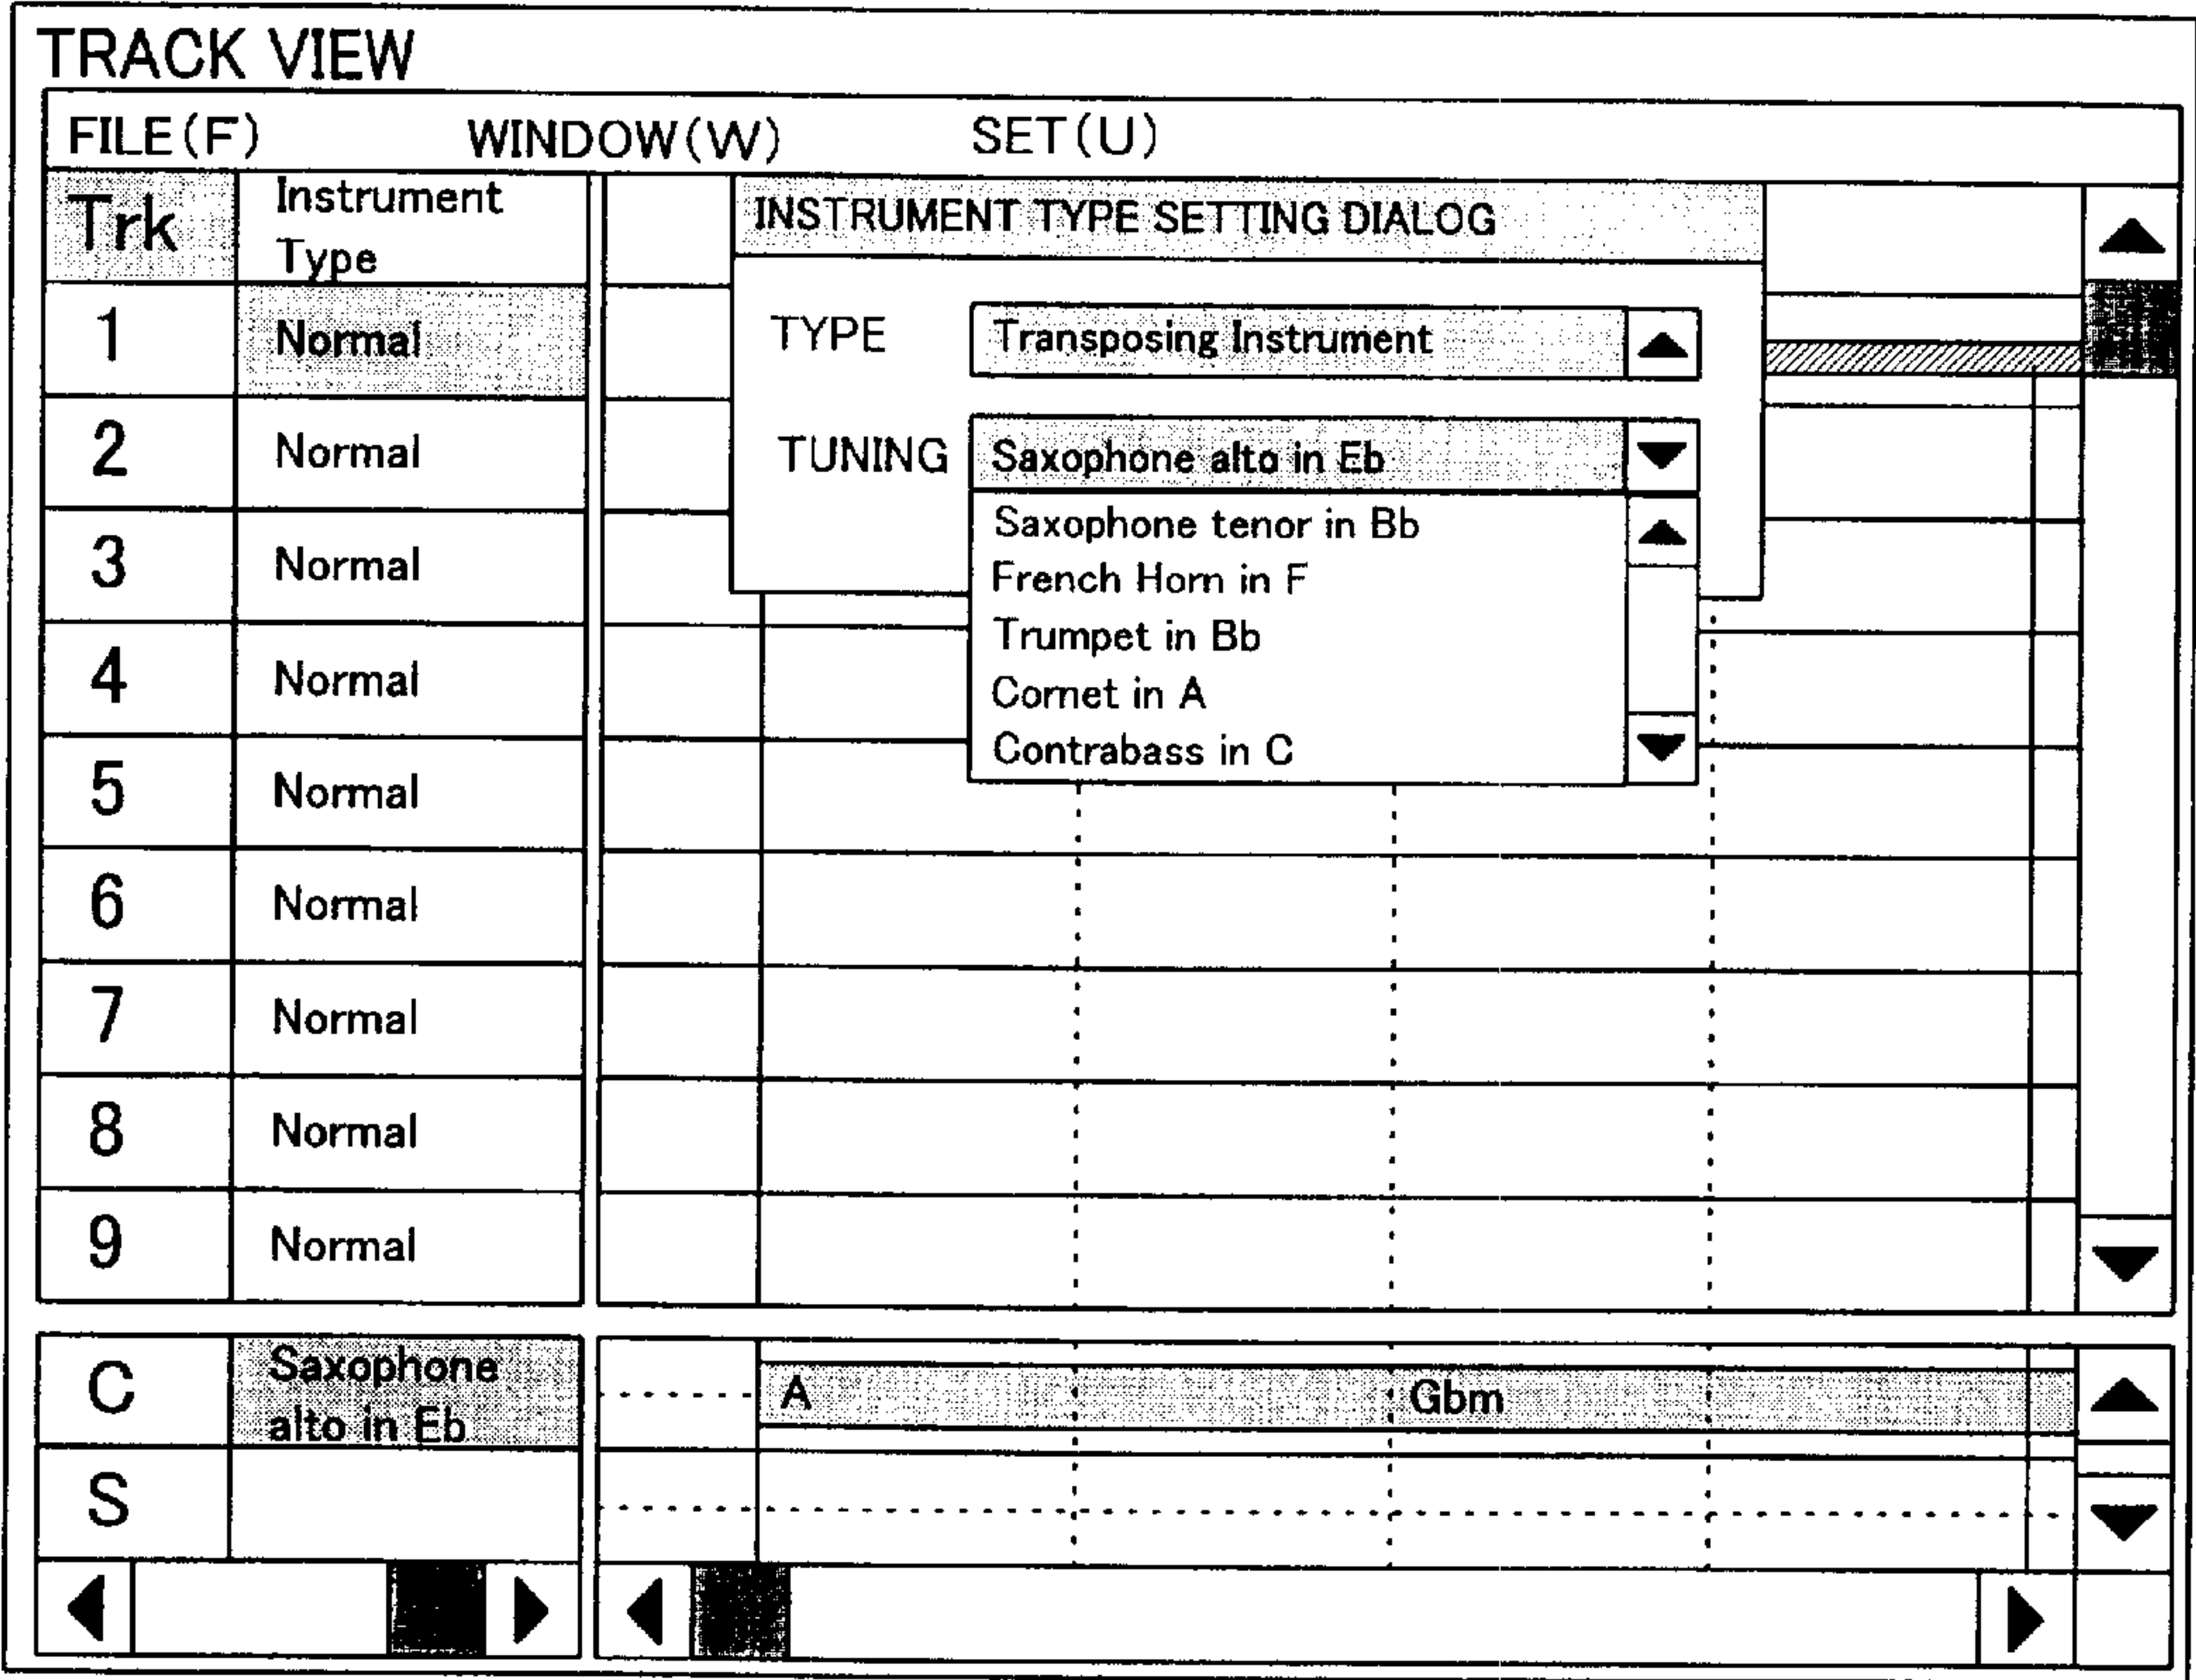 TRACK VIEW
FILE(F) WINDOW(W) SET(U)
Trk Instrument Type
INSTRUMENT TYPE SETTING DIALOG
TYPE Transposing Instrument
TUNING Saxophone alto in Eb
Saxophone tenor in Bb
French Horn in F
Trumpet in Bb
Cornet in A
Contrabass in C
1 Normal
2 Normal
3 Normal
4 Normal
5 Normal
6 Normal
7 Normal
8 Normal
9 Normal
C Saxophone alto in Eb A Gbm
S